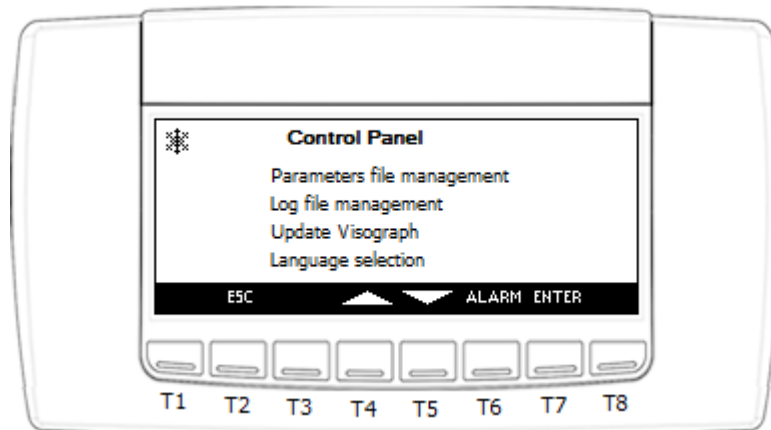 Control Panel
Parameters file management
Log file management
Update Visograph
Language selection
ESC ALARM ENTER
T1 T2 T3 T4 T5 T6 T7 T8